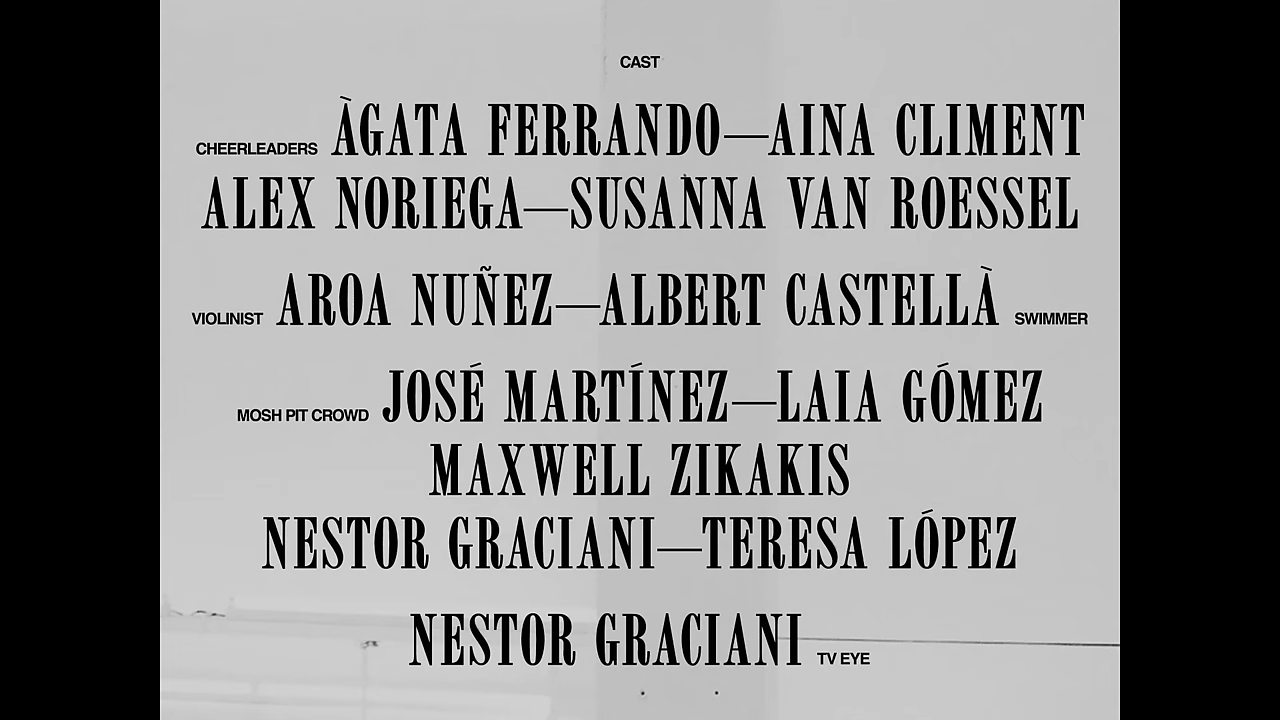 CAST
CHEERLEADERS ÀGATA FERRANDO—AINA CLIMENT
ALEX NORIEGA—SUSANNA VAN ROESSEL
VIOLINIST AROA NUÑEZ—ALBERT CASTELLÀ SWIMMER
MOSH PIT CROWD JOSÉ MARTÍNEZ—LAIA GÓMEZ
MAXWELL ZIKAKIS
NESTOR GRACIANI—TERESA LÓPEZ
NESTOR GRACIANI TV EYE